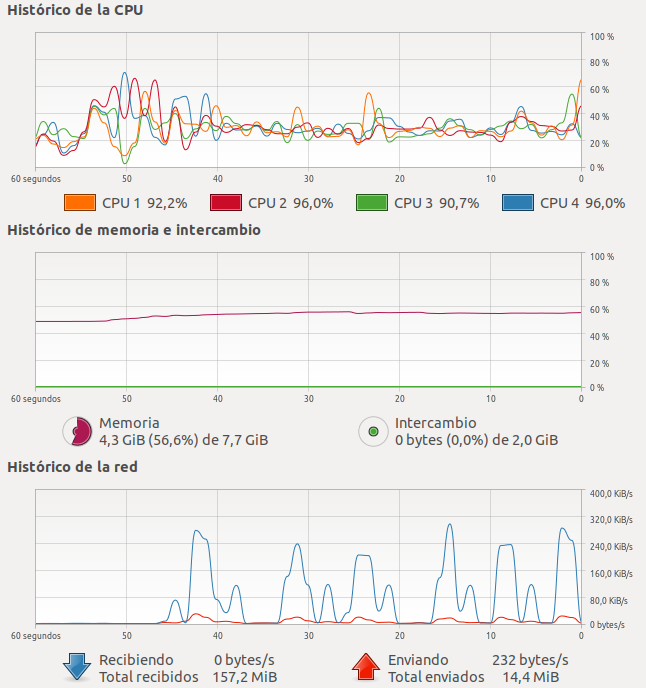 Histórico de la CPU
100 %
80 %
60 %
40 %
20 %
0 %
60 segundos 50 40 30 20 10 0
CPU 1 92,2% CPU 2 96,0% CPU 3 90,7% CPU 4 96,0%
Histórico de memoria e intercambio
100 %
80 %
60 %
40 %
20 %
0 %
60 segundos 50 40 30 20 10 0
Memoria
4,3 GiB (56,6%) de 7,7 GiB
Intercambio
0 bytes (0,0%) de 2,0 GiB
Histórico de la red
400,0 KiB/s
320,0 KiB/s
240,0 KiB/s
160,0 KiB/s
80,0 KiB/s
0 bytes/s
60 segundos 50 40 30 20 10 0
Recibiendo 0 bytes/s
Total recibidos 157,2 MiB
Enviando 232 bytes/s
Total enviados 14,4 MiB